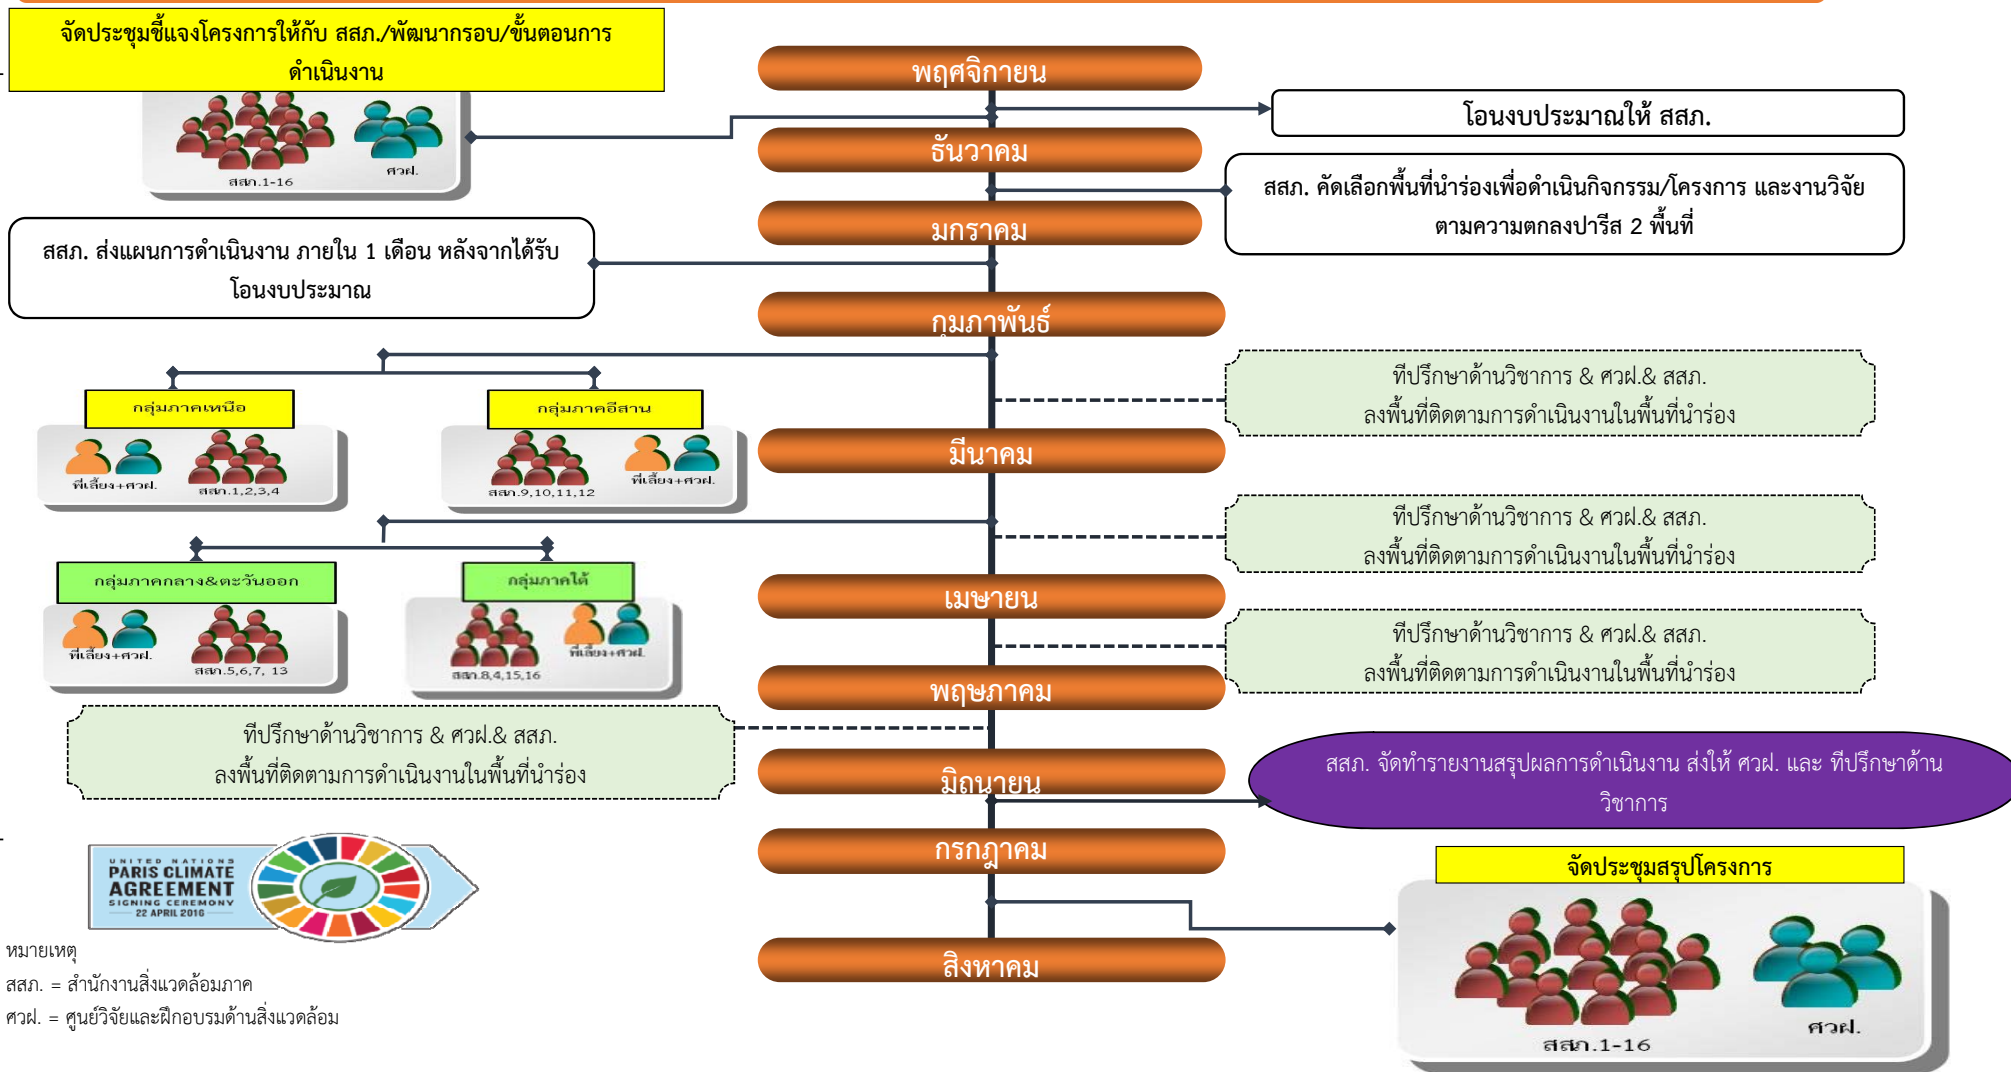 จัดประชุมชี้แจงโครงการให้กับ สสภ./พัฒนากรอบ/ขั้นตอนการ
ดำเนินงาน
สสภ.1-16
ศวฝ.
พฤศจิกายน
โอนงบประมาณให้ สสภ.
ธันวาคม
สสภ. คัดเลือกพื้นที่นำร่องเพื่อดำเนินกิจกรรม/โครงการ และงานวิจัย
ตามความตกลงปารีส 2 พื้นที่
มกราคม
สสภ. ส่งแผนการดำเนินงาน ภายใน 1 เดือน หลังจากได้รับ
โอนงบประมาณ
กุมภาพันธ์
ที่ปรึกษาด้านวิชาการ & ศวฝ.& สสภ.
ลงพื้นที่ติดตามการดำเนินงานในพื้นที่นำร่อง
กลุ่มภาคเหนือ
พี่เลี้ยง+ศวฝ.
สสภ.1,2,3,4
กลุ่มภาคอีสาน
สสภ.9,10,11,12
พี่เลี้ยง+ศวฝ.
มีนาคม
ที่ปรึกษาด้านวิชาการ & ศวฝ.& สสภ.
ลงพื้นที่ติดตามการดำเนินงานในพื้นที่นำร่อง
กลุ่มภาคกลาง&ตะวันออก
พี่เลี้ยง+ศวฝ.
สสภ.5,6,7, 13
กลุ่มภาคใต้
สสภ.8,4,15,16
พี่เลี้ยง+ศวฝ.
เมษายน
ที่ปรึกษาด้านวิชาการ & ศวฝ.& สสภ.
ลงพื้นที่ติดตามการดำเนินงานในพื้นที่นำร่อง
พฤษภาคม
ที่ปรึกษาด้านวิชาการ & ศวฝ.& สสภ.
ลงพื้นที่ติดตามการดำเนินงานในพื้นที่นำร่อง
มิถุนายน
สสภ. จัดทำรายงานสรุปผลการดำเนินงาน ส่งให้ ศวฝ. และ ที่ปรึกษาด้าน
วิชาการ
กรกฎาคม
จัดประชุมสรุปโครงการ
สสภ.1-16
ศวฝ.
สิงหาคม
UNITED NATIONS
PARIS CLIMATE
AGREEMENT
SIGNING CEREMONY
22 APRIL 2016
หมายเหตุ
สสภ. = สำนักงานสิ่งแวดล้อมภาค
ศวฝ. = ศูนย์วิจัยและฝึกอบรมด้านสิ่งแวดล้อม